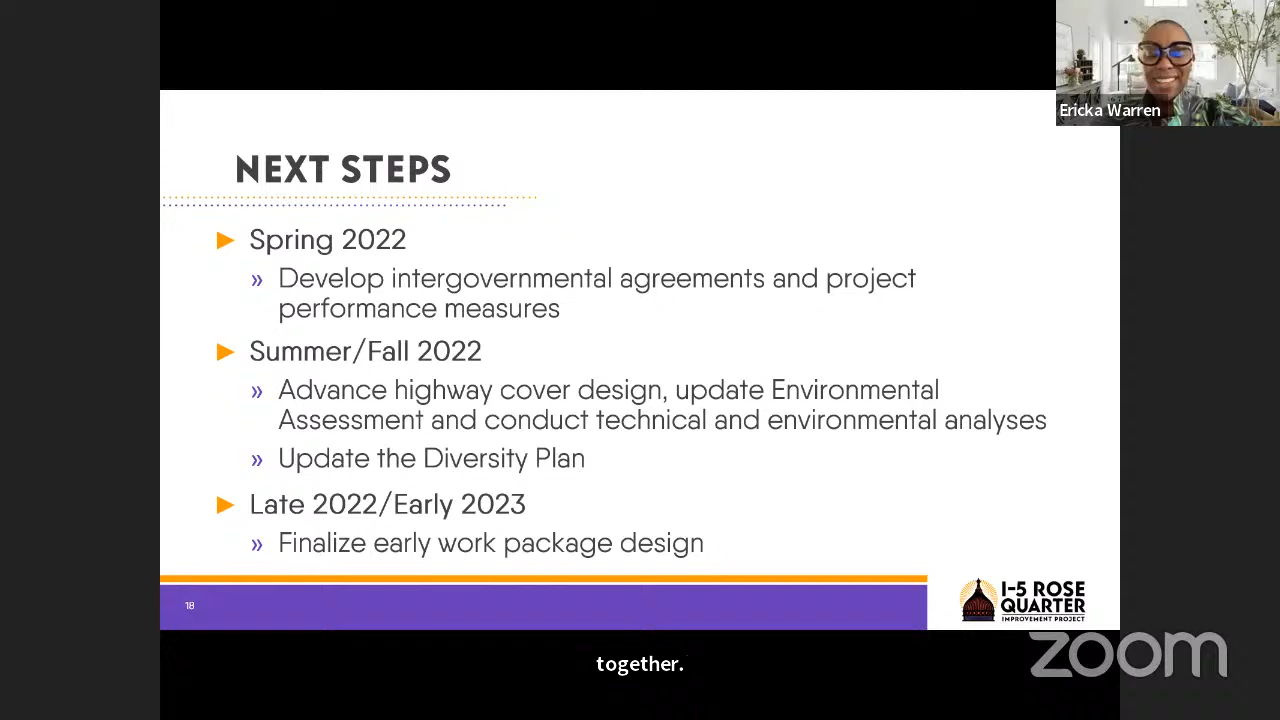 Ericka Warren
NEXT STEPS
Spring 2022
» Develop intergovernmental agreements and project
performance measures
Summer/Fall 2022
» Advance highway cover design, update Environmental
Assessment and conduct technical and environmental analyses
» Update the Diversity Plan
Late 2022/Early 2023
» Finalize early work package design
18
I-5 ROSE
QUARTER
IMPROVEMENT PROJECT
together.
zoom